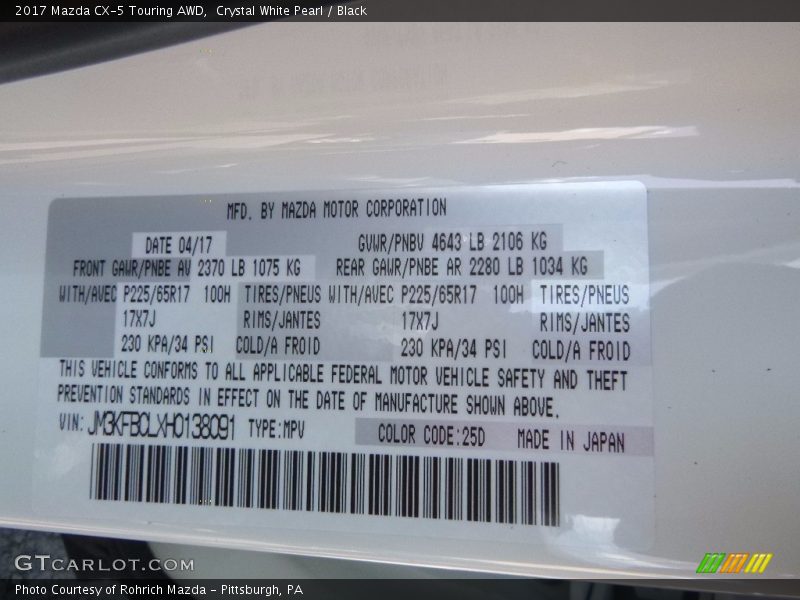 2017 Mazda CX-5 Touring AWD,  Crystal White Pearl / Black
MFD. BY MAZDA MOTOR CORPORATION
DATE 04/17 GVWR/PNBV 4643 LB 2106 KG
FRONT GAWR/PNBE AV 2370 LB 1075 KG REAR GAWR/PNBE AR 2280 LB 1034 KG
WITH/AVEC P225/65R17 100H TIRES/PNEUS WITH/AVEC P225/65R17 100H TIRES/PNEUS
17X7J RIMS/JANTES 17X7J RIMS/JANTES
230 KPA/34 PSI COLD/A FROID 230 KPA/34 PSI COLD/A FROID
THIS VEHICLE CONFORMS TO ALL APPLICABLE FEDERAL MOTOR VEHICLE SAFETY AND THEFT
PREVENTION STANDARDS IN EFFECT ON THE DATE OF MANUFACTURE SHOWN ABOVE.
VIN: JM3KFBCLXH0138091 TYPE:MPV COLOR CODE:25D MADE IN JAPAN
GTCARLOT.COM
Photo Courtesy of Rohrich Mazda - Pittsburgh, PA